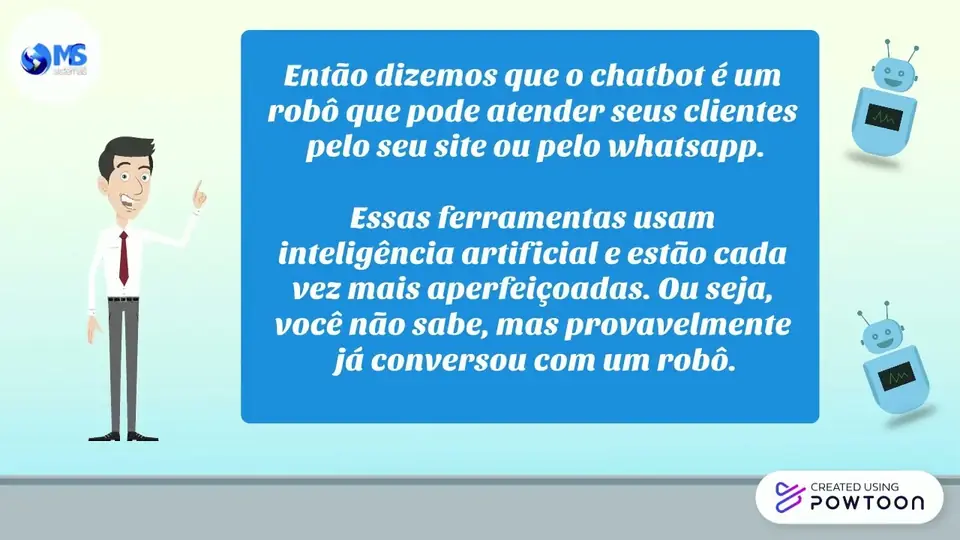 MS
Então dizemos que o chatbot é um
robô que pode atender seus clientes
pelo seu site ou pelo whatsapp.
Essas ferramentas usam
inteligência artificial e estão cada
vez mais aperfeiçoadas. Ou seja,
você não sabe, mas provavelmente
já conversou com um robô.
CREATED USING
POWTOON